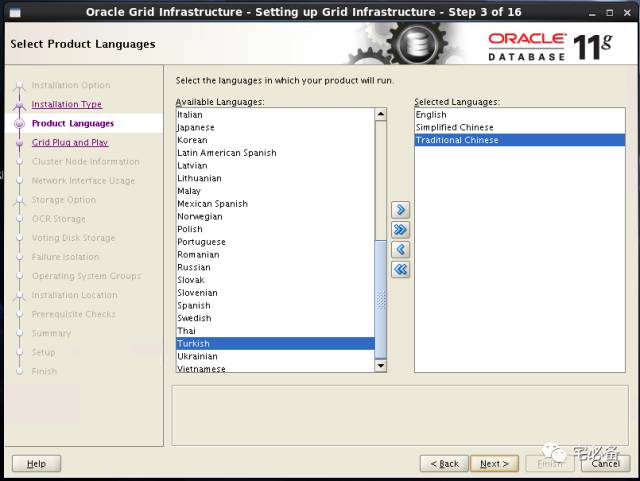 Oracle Grid Infrastructure - Setting up Grid Infrastructure - Step 3 of 16
Select Product Languages
ORACLE
DATABASE
11g
Installation Option
Installation Type
Product Languages
Grid Plug and Play
Cluster Node Information
Network Interface Usage
Storage Option
OCR Storage
Voting Disk Storage
Failure Isolation
Operating System Groups
Installation Location
Prerequisite Checks
Summary
Setup
Finish
Select the languages in which your product will run.
Available Languages:
Italian
Japanese
Korean
Latin American Spanish
Latvian
Lithuanian
Malay
Mexican Spanish
Norwegian
Polish
Portuguese
Romanian
Russian
Slovak
Slovenian
Spanish
Swedish
Thai
Turkish
Ukrainian
Vietnamese
Selected Languages:
English
Simplified Chinese
Traditional Chinese
Help
< Back
Next >
Finish
Cancel
宅必备